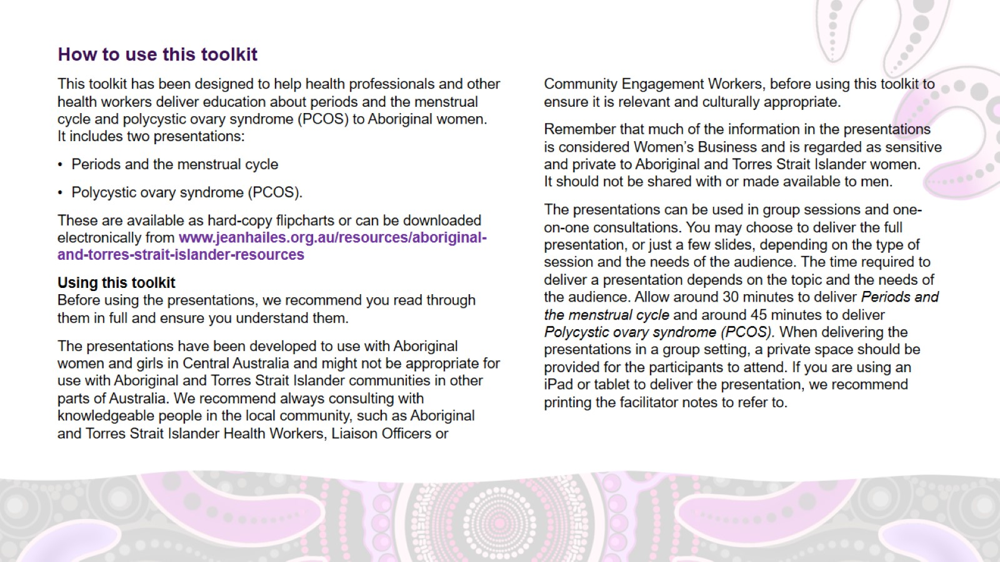 How to use this toolkit
This toolkit has been designed to help health professionals and other
health workers deliver education about periods and the menstrual
cycle and polycystic ovary syndrome (PCOS) to Aboriginal women.
It includes two presentations:
• Periods and the menstrual cycle
• Polycystic ovary syndrome (PCOS).
These are available as hard-copy flipcharts or can be downloaded
electronically from www.jeanhailes.org.au/resources/aboriginal-
and-torres-strait-islander-resources
Using this toolkit
Before using the presentations, we recommend you read through
them in full and ensure you understand them.
The presentations have been developed to use with Aboriginal
women and girls in Central Australia and might not be appropriate for
use with Aboriginal and Torres Strait Islander communities in other
parts of Australia. We recommend always consulting with
knowledgeable people in the local community, such as Aboriginal
and Torres Strait Islander Health Workers, Liaison Officers or
Community Engagement Workers, before using this toolkit to
ensure it is relevant and culturally appropriate.
Remember that much of the information in the presentations
is considered Women’s Business and is regarded as sensitive
and private to Aboriginal and Torres Strait Islander women.
It should not be shared with or made available to men.
The presentations can be used in group sessions and one-
on-one consultations. You may choose to deliver the full
presentation, or just a few slides, depending on the type of
session and the needs of the audience. The time required to
deliver a presentation depends on the topic and the needs of
the audience. Allow around 30 minutes to deliver Periods and
the menstrual cycle and around 45 minutes to deliver
Polycystic ovary syndrome (PCOS). When delivering the
presentations in a group setting, a private space should be
provided for the participants to attend. If you are using an
iPad or tablet to deliver the presentation, we recommend
printing the facilitator notes to refer to.